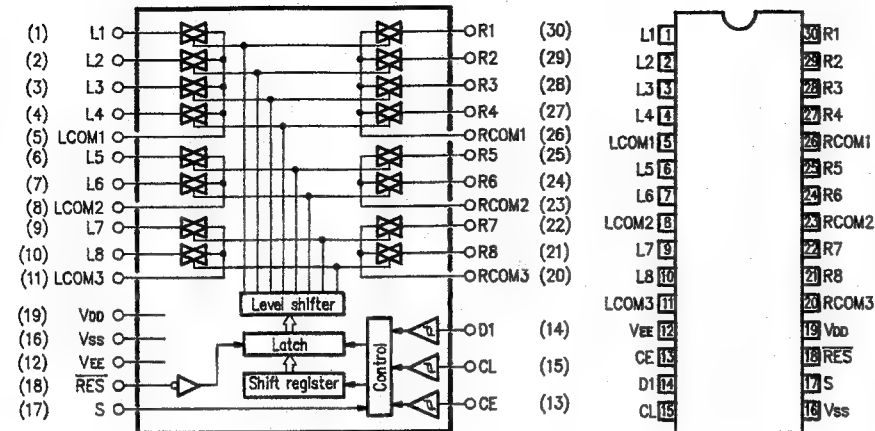 (1) L1 R1 (30)
(2) L2 R2 (29)
(3) L3 R3 (28)
(4) L4 R4 (27)
(5) LCOM1 RCOM1 (26)
(6) L5 R5 (25)
(7) L6 R6 (24)
(8) LCOM2 RCOM2 (23)
(9) L7 R7 (22)
(10) L8 R8 (21)
(11) LCOM3 RCOM3 (20)
Level shifter
(19) VDD
(16) VSS Latch D1 (14)
(12) VEE Control CL (15)
(18) RES Shift register
(17) S CE (13)
L1 1 30 R1
L2 2 29 R2
L3 3 28 R3
L4 4 27 R4
LCOM1 5 26 RCOM1
L5 6 25 R5
L6 7 24 R6
LCOM2 8 23 RCOM2
L7 9 22 R7
L8 10 21 R8
LCOM3 11 20 RCOM3
VEE 12 19 VDD
CE 13 18 RES
D1 14 17 S
CL 15 16 VSS